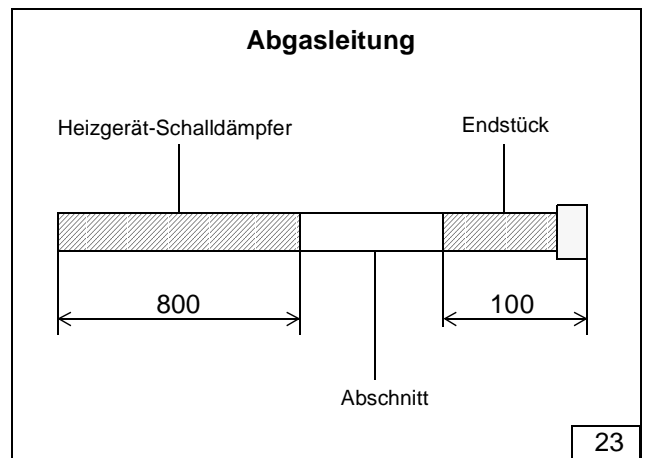 Abgasleitung
Heizgerät-Schalldämpfer
Endstück
800
100
Abschnitt
23